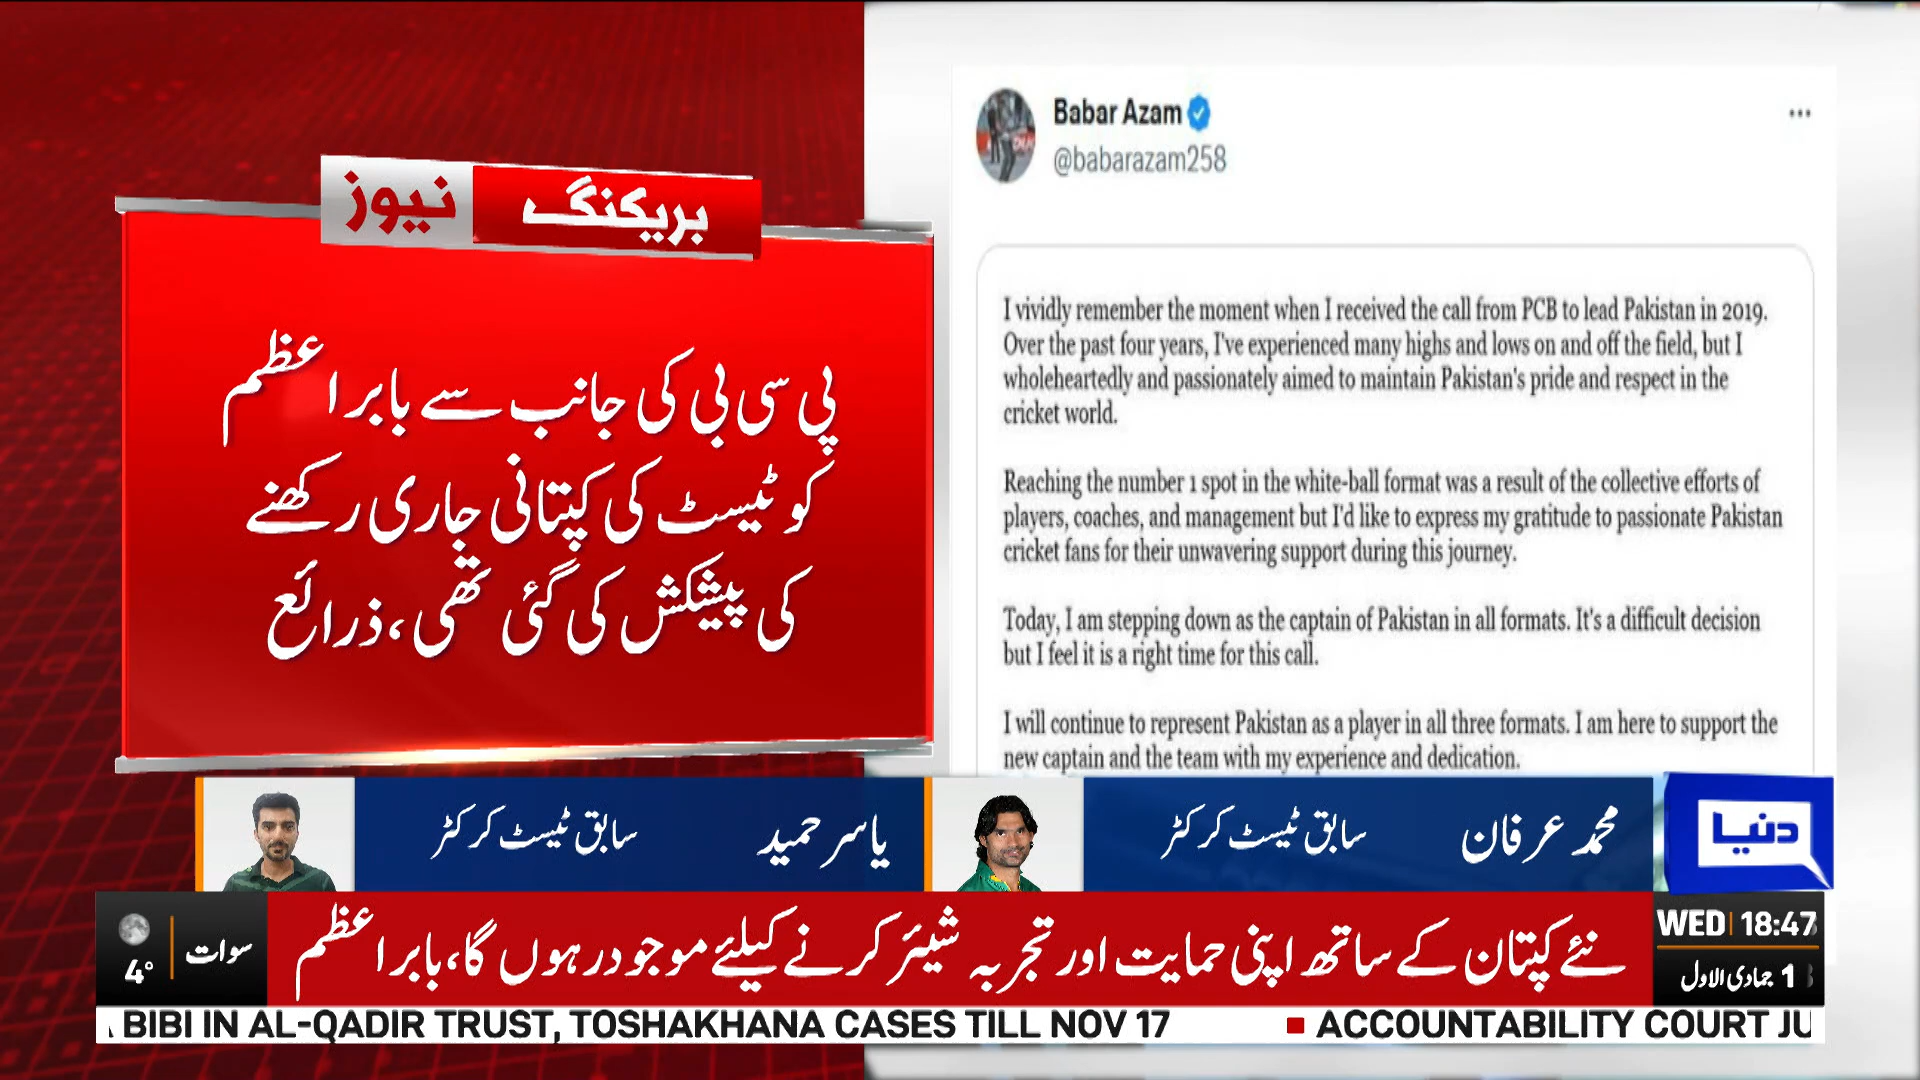 بریکنگ نیوز
پی سی بی کی جانب سے بابر اعظم
کو ٹیسٹ کی کپتانی جاری رکھنے
کی پیشکش کی گئی تھی، ذرائع
Babar Azam
@babarazam258
I vividly remember the moment when I received the call from PCB to lead Pakistan in 2019.
Over the past four years, I've experienced many highs and lows on and off the field, but I
wholeheartedly and passionately aimed to maintain Pakistan's pride and respect in the
cricket world.
Reaching the number 1 spot in the white-ball format was a result of the collective efforts of
players, coaches, and management but I'd like to express my gratitude to passionate Pakistan
cricket fans for their unwavering support during this journey.
Today, I am stepping down as the captain of Pakistan in all formats. It's a difficult decision
but I feel it is a right time for this call.
I will continue to represent Pakistan as a player in all three formats. I am here to support the
new captain and the team with my experience and dedication.
دنیا
محمد عرفان سابق ٹیسٹ کرکٹر
یاسر حمید سابق ٹیسٹ کرکٹر
WED 18:47
1 جمادی الاول
نئے کپتان کے ساتھ اپنی حمایت اور تجربہ شیئر کرنے کیلئے موجود رہوں گا، بابر اعظم
سوات 4°
BIBI IN AL-QADIR TRUST, TOSHAKHANA CASES TILL NOV 17 ■ ACCOUNTABILITY COURT JU